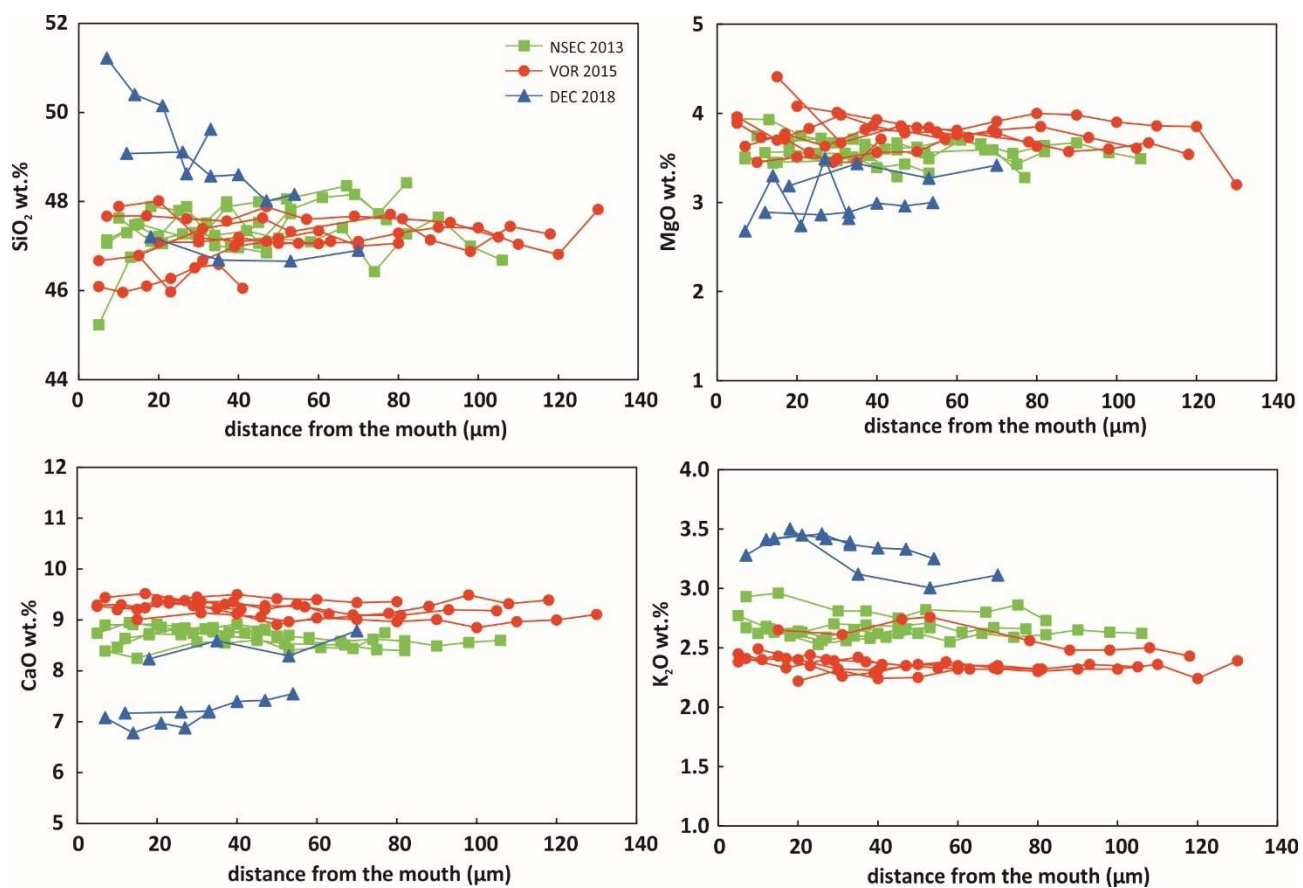 52
50
48
46
44
SiO₂ wt.%
NSEC 2013
VOR 2015
DEC 2018
0 20 40 60 80 100 120 140
distance from the mouth (µm)
5
4
3
2
1
MgO wt.%
0 20 40 60 80 100 120 140
distance from the mouth (µm)
12
11
10
9
8
7
6
5
CaO wt.%
0 20 40 60 80 100 120 140
distance from the mouth (µm)
4.0
3.5
3.0
2.5
2.0
1.0
K₂O wt.%
0 20 40 60 80 100 120 140
distance from the mouth (µm)